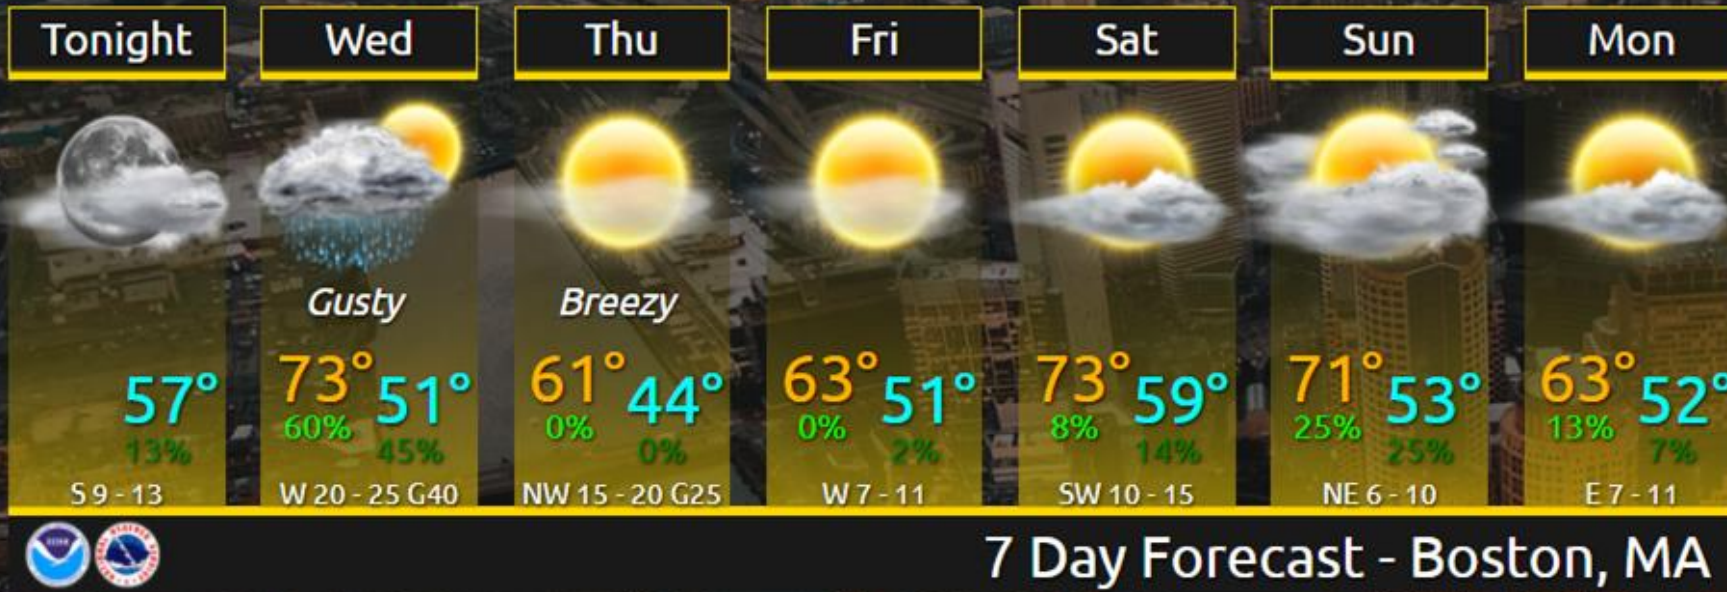 Tonight Wed Thu Fri Sat Sun Mon
Gusty Breezy
73° 61° 63° 73° 71° 63°
57° 51° 44° 51° 59° 53° 52°
60% 0% 0% 8% 25% 13%
13% 45% 0% 2% 14% 25% 7%
S 9 - 13 W 20 - 25 G40 NW 15 - 20 G25 W 7 - 11 SW 10 - 15 NE 6 - 10 E 7 - 11
7 Day Forecast - Boston, MA